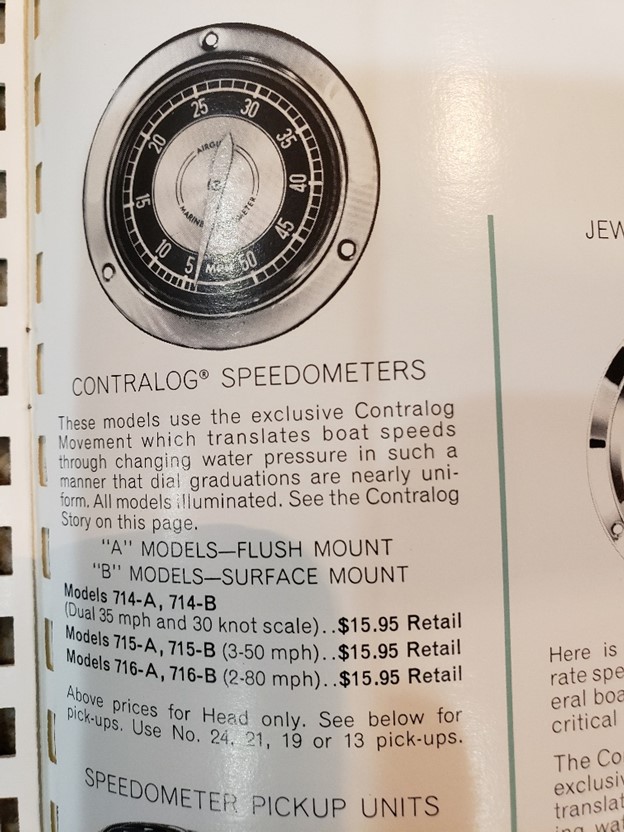 25 30
20 35
15 40
10 45
5 MPH 50
CONTRALOG® SPEEDOMETERS
These models use the exclusive Contralog
Movement which translates boat speeds
through changing water pressure in such a
manner that dial graduations are nearly uni-
form. All models illuminated. See the Contralog
Story on this page.
"A" MODELS—FLUSH MOUNT
"B" MODELS—SURFACE MOUNT
Models 714-A, 714-B
(Dual 35 mph and 30 knot scale)..$15.95 Retail
Models 715-A, 715-B (3-50 mph)..$15.95 Retail
Models 716-A, 716-B (2-80 mph)..$15.95 Retail
Above prices for Head only. See below for
pick-ups. Use No. 24, 21, 19 or 13 pick-ups.
SPEEDOMETER PICKUP UNITS
JEW
Here is
rate spe
eral boa
critical
The Co
exclusiv
translat
ing wat